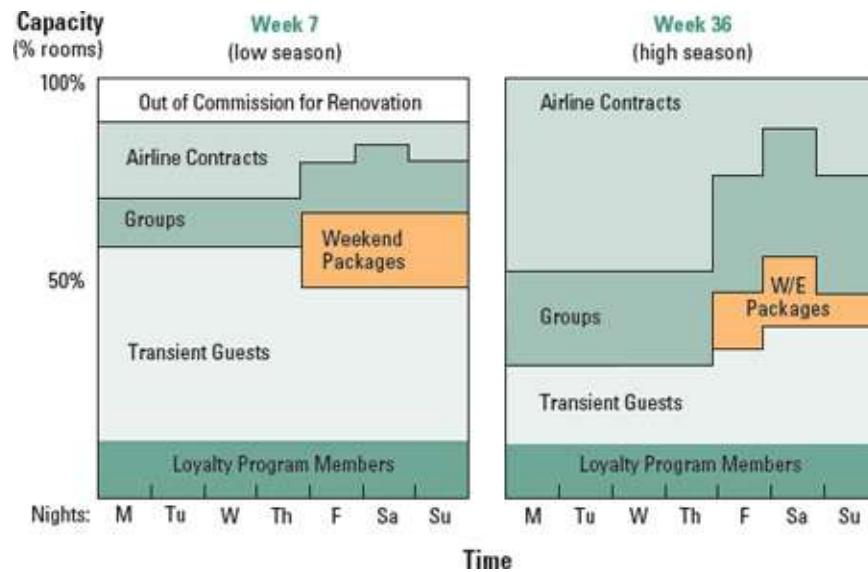 Capacity
(% rooms)
Week 7
(low season)
Week 36
(high season)
100%
50%
Out of Commission for Renovation
Airline Contracts
Groups
Weekend
Packages
Transient Guests
Loyalty Program Members
Airline Contracts
Groups
W/E
Packages
Transient Guests
Loyalty Program Members
Nights: M Tu W Th F Sa Su
M Tu W Th F Sa Su
Time